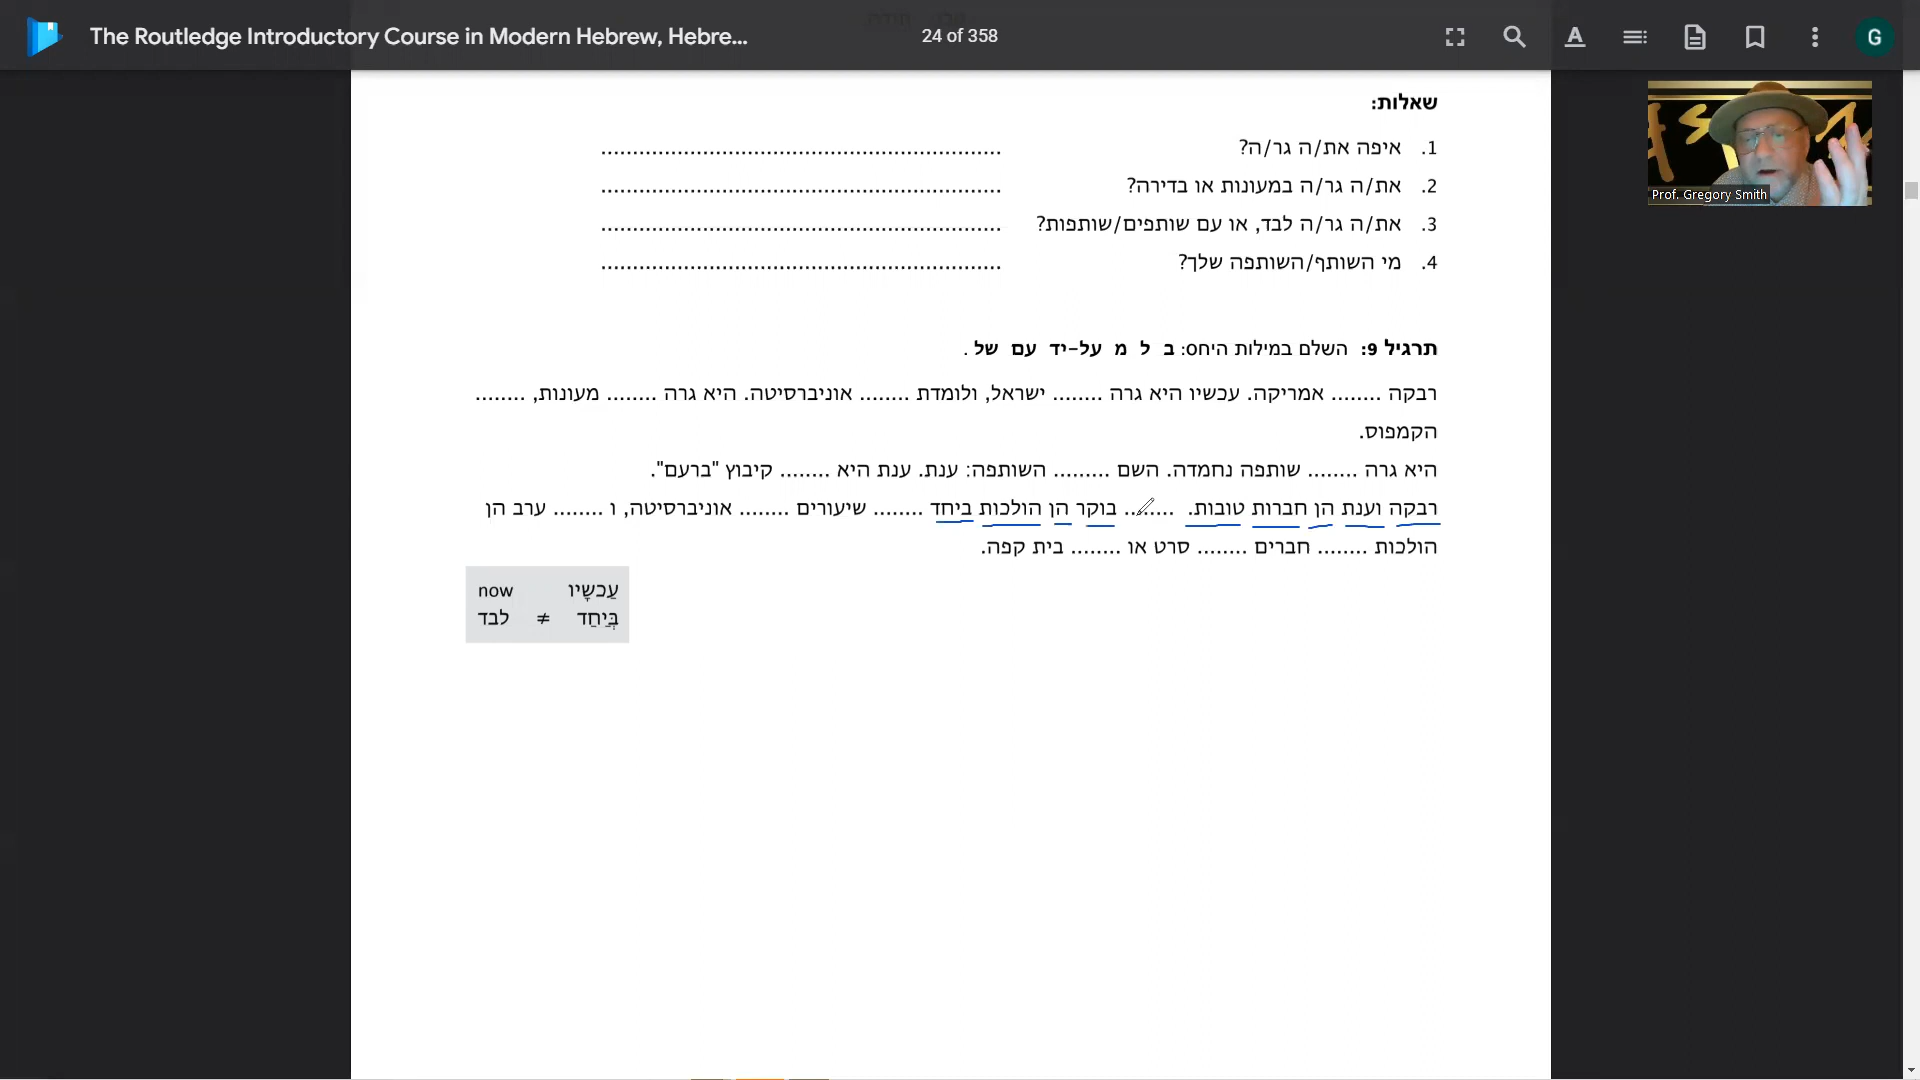 The Routledge Introductory Course in Modern Hebrew, Hebre...
24 of 358
A
G
Prof. Gregory Smith
שאלות:
1. איפה את/ה גר/ה? ..................................................
2. את/ה גר/ה במעונות או בדירה? ..................................................
3. את/ה גר/ה לבד, או עם שותפים/שותפות? ..................................................
4. מי השותף/השותפה שלך? ..................................................
תרגיל 9: השלם במילות היחס: ב ל מ על-יד עם של .
רבקה ........ אמריקה. עכשיו היא גרה ........ ישראל, ולומדת ........ אוניברסיטה. היא גרה ........ מעונות, ........
הקמפוס.
היא גרה ........ שותפה נחמדה. השם ......... השותפה: ענת. ענת היא ........ קיבוץ "ברעם".
רבקה וענת הן חברות טובות. ........ בוקר הן הולכות ביחד ........ שיעורים ........ אוניברסיטה, ו ........ ערב הן
הולכות ........ חברים ........ סרט או ........ בית קפה.
עַכשָיו now
בְּיַחַד ≠ לבד